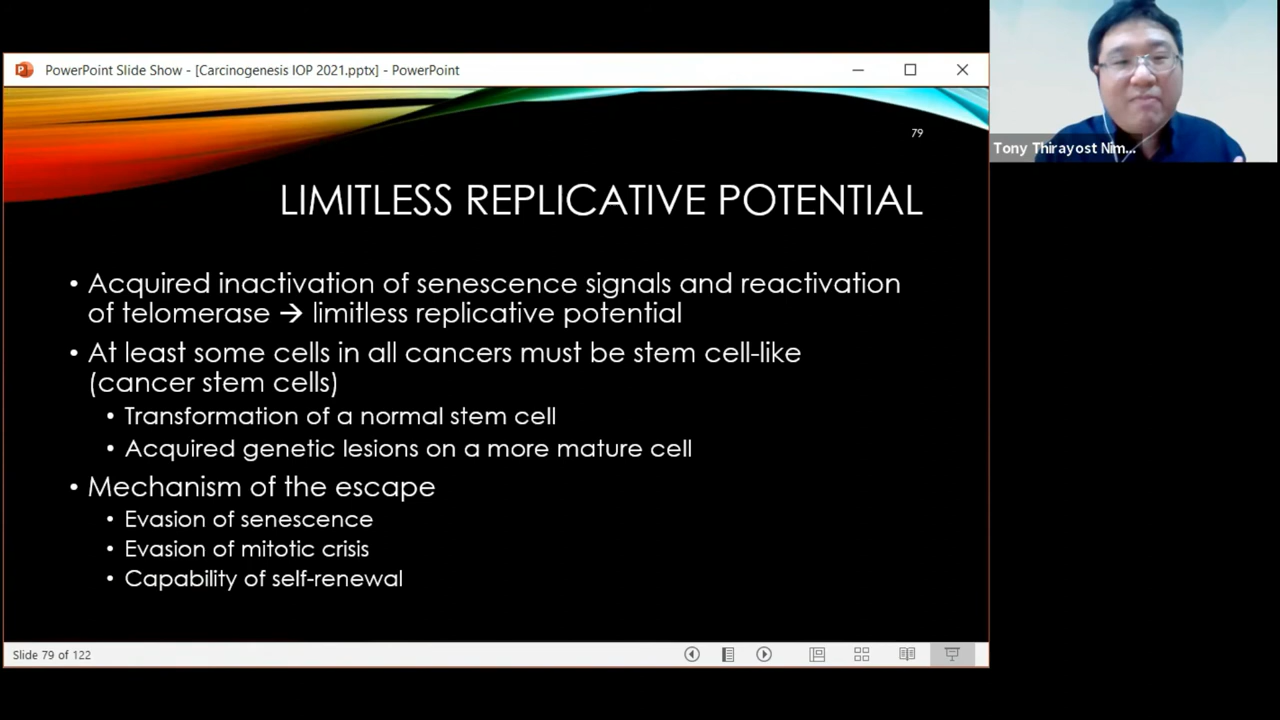 PowerPoint Slide Show - [Carcinogenesis IOP 2021.pptx] - PowerPoint
Tony Thirayost Nim...
79
LIMITLESS REPLICATIVE POTENTIAL
• Acquired inactivation of senescence signals and reactivation
of telomerase → limitless replicative potential
• At least some cells in all cancers must be stem cell-like
(cancer stem cells)
• Transformation of a normal stem cell
• Acquired genetic lesions on a more mature cell
• Mechanism of the escape
• Evasion of senescence
• Evasion of mitotic crisis
• Capability of self-renewal
Slide 79 of 122